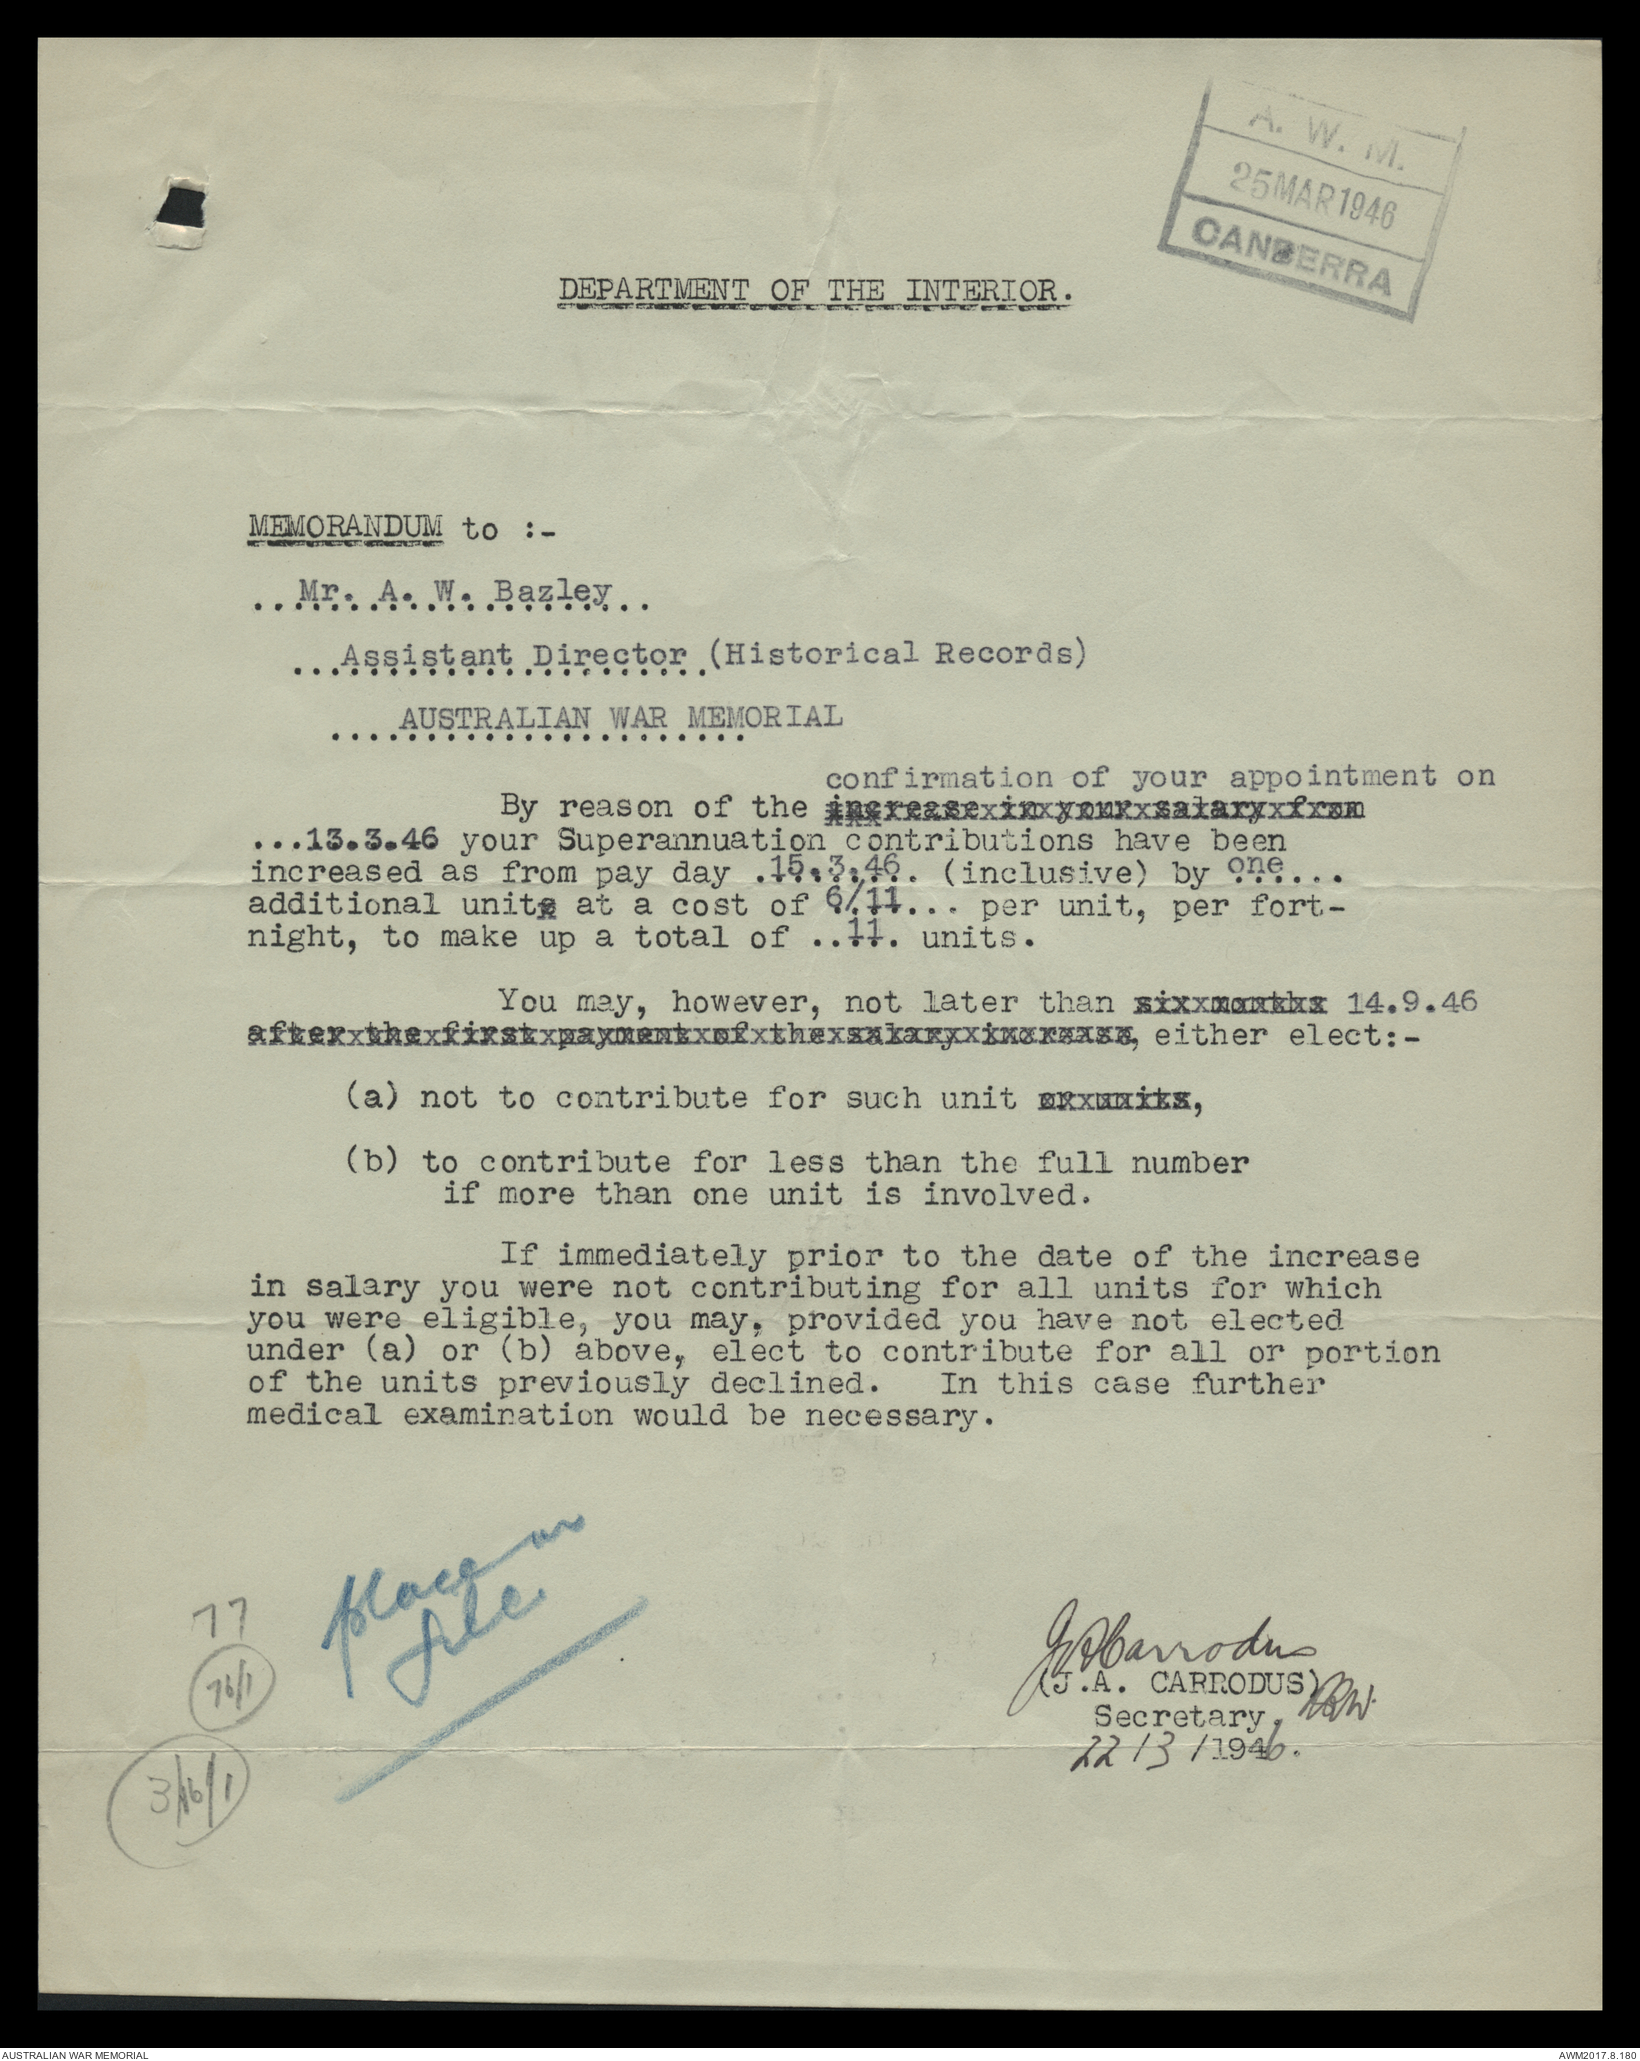 A. W. M.
25 MAR 1946
CANBERRA
DEPARTMENT OF THE INTERIOR.
MEMORANDUM to :-
Mr. A. W. Bazley
Assistant Director (Historical Records)
AUSTRALIAN WAR MEMORIAL
confirmation of your appointment on
By reason of the increase in your salary from
...13.3.46 your Superannuation contributions have been
increased as from pay day .15.3.46.. (inclusive) by one....
additional units at a cost of 6/11... per unit, per fort-
night, to make up a total of ..11. units.
You may, however, not later than six months 14.9.46
after the first payment of the salary increase, either elect:-
(a) not to contribute for such unit or units,
(b) to contribute for less than the full number
if more than one unit is involved.
If immediately prior to the date of the increase
in salary you were not contributing for all units for which
you were eligible, you may, provided you have not elected
under (a) or (b) above, elect to contribute for all or portion
of the units previously declined. In this case further
medical examination would be necessary.
place on
file
77
76/1
3/16/1
JACarrodus
(J.A. CARRODUS)
Secretary.
22/3/1946.
AUSTRALIAN WAR MEMORIAL
AWM2017.8.180